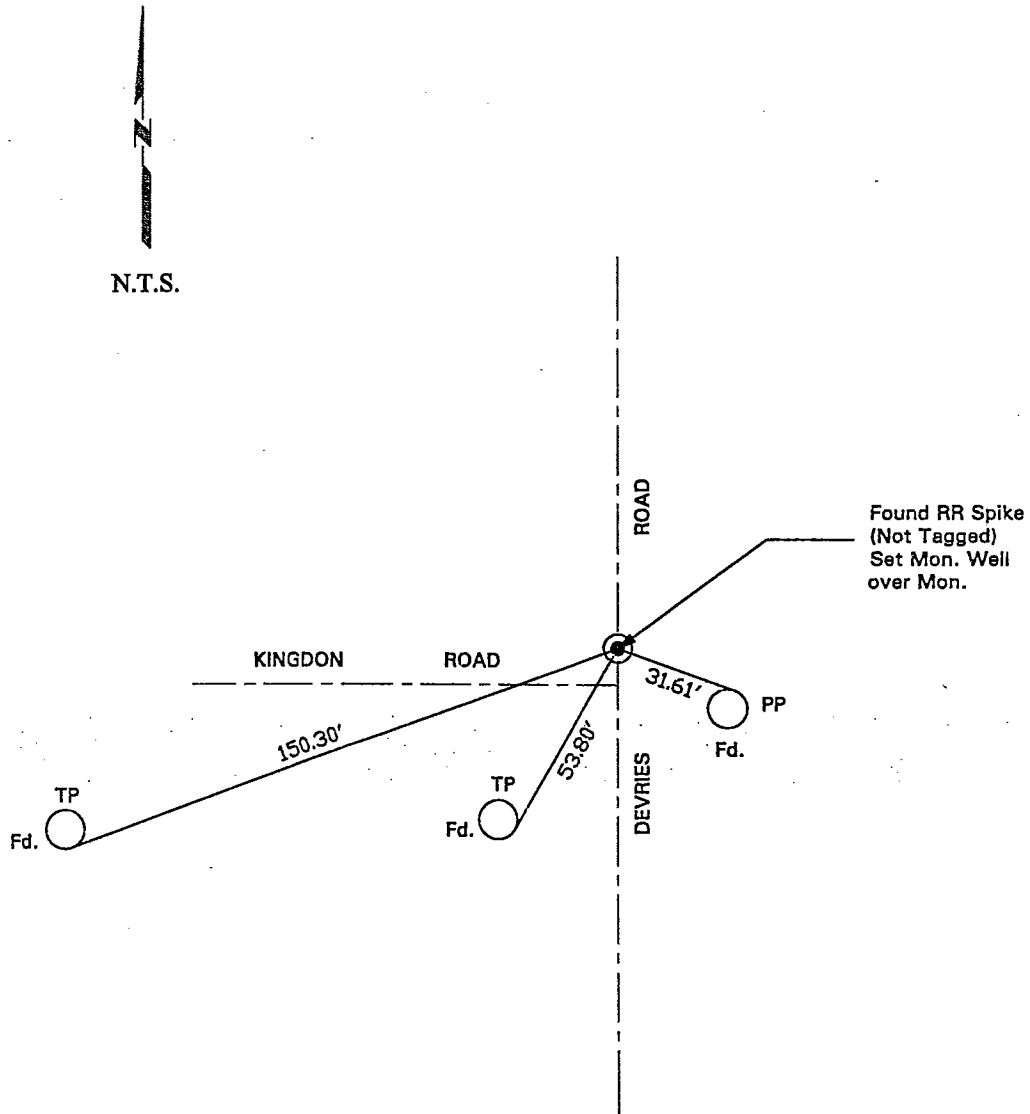 N
N.T.S.
ROAD
Found RR Spike
(Not Tagged)
Set Mon. Well
over Mon.
KINGDON ROAD
31.61'
PP
Fd.
150.30'
53.80'
DEVRIES
TP
Fd.
TP
Fd.